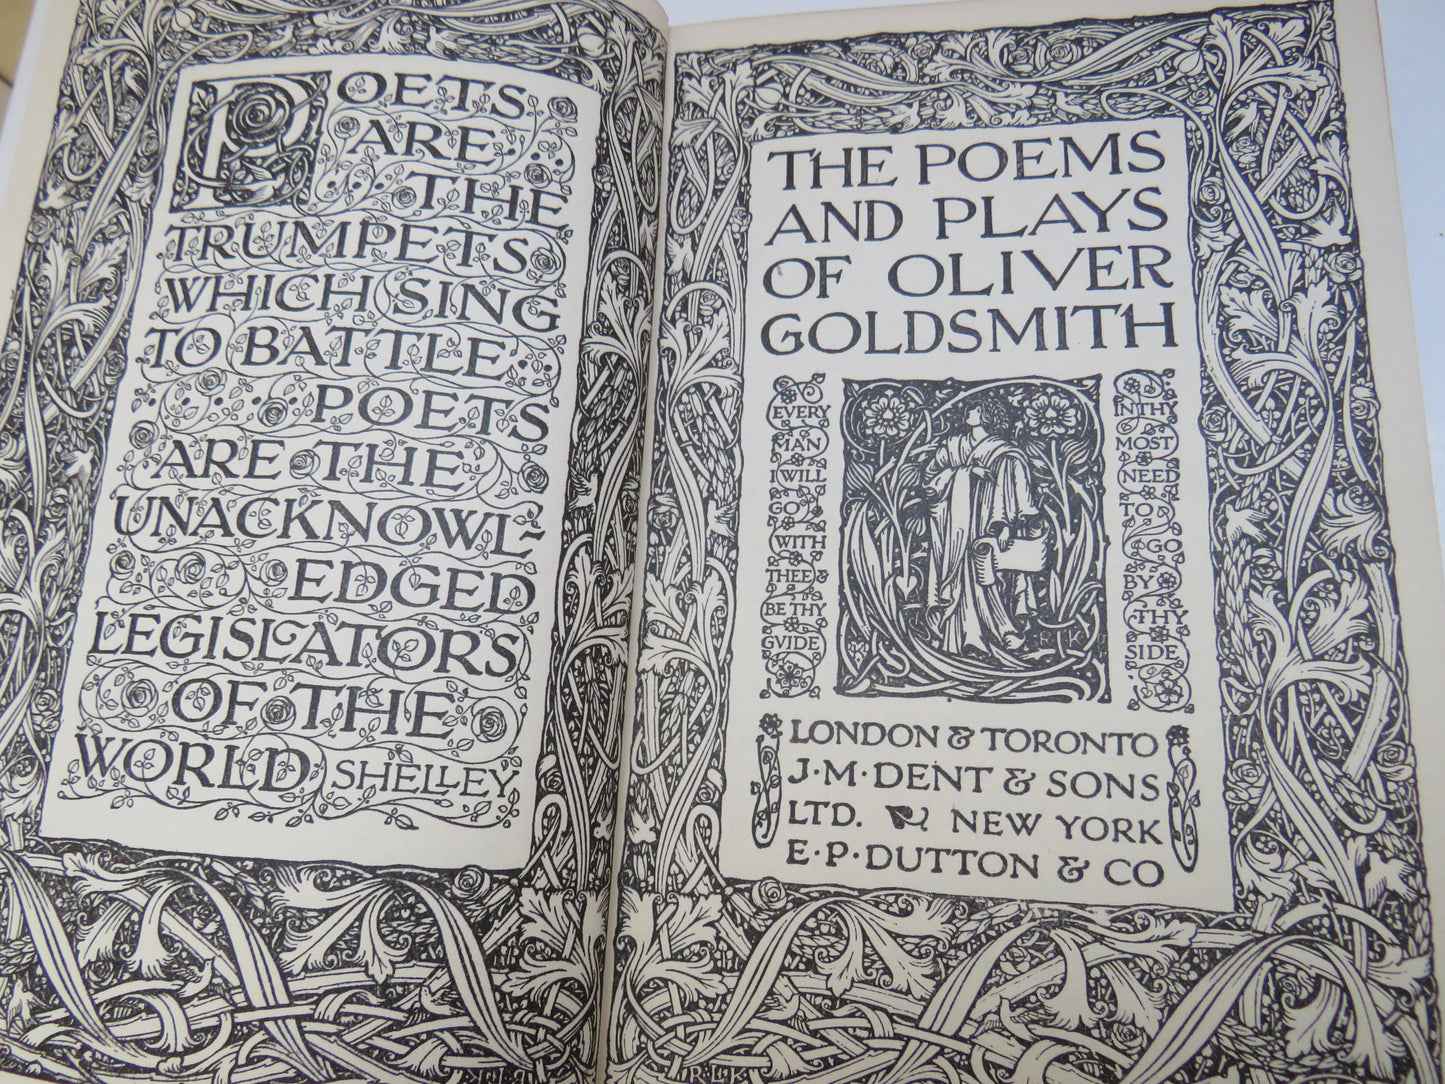 POETS
ARE
THE
TRUMPETS
WHICH SING
TO BATTLE
POETS
ARE THE
UNACKNOWL-
EDGED
LEGISLATORS
OF THE
WORLD SHELLEY
THE POEMS
AND PLAYS
OF OLIVER
GOLDSMITH
EVERY
MAN
I WILL
GO
WITH
THEE &
BE THY
GVIDE
IN THY
MOST
NEED
TO
GO
BY
THY
SIDE
LONDON & TORONTO
J·M·DENT & SONS
LTD. NEW YORK
E·P·DUTTON & CO
R·L·K